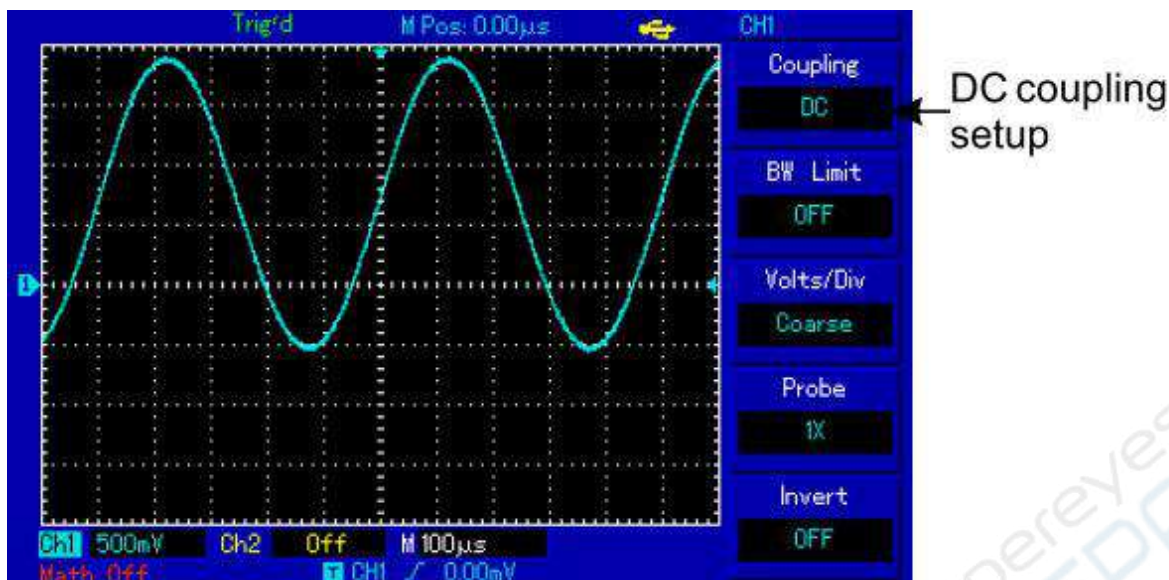 Trig'd M Pos: 0.00μs CH1
Coupling
DC
DC coupling
setup
BW Limit
OFF
Volts/Div
Coarse
Probe
1X
Invert
OFF
1
Ch1 500mV Ch2 Off M 100μs
Math Off T CH1 / 0.00mV